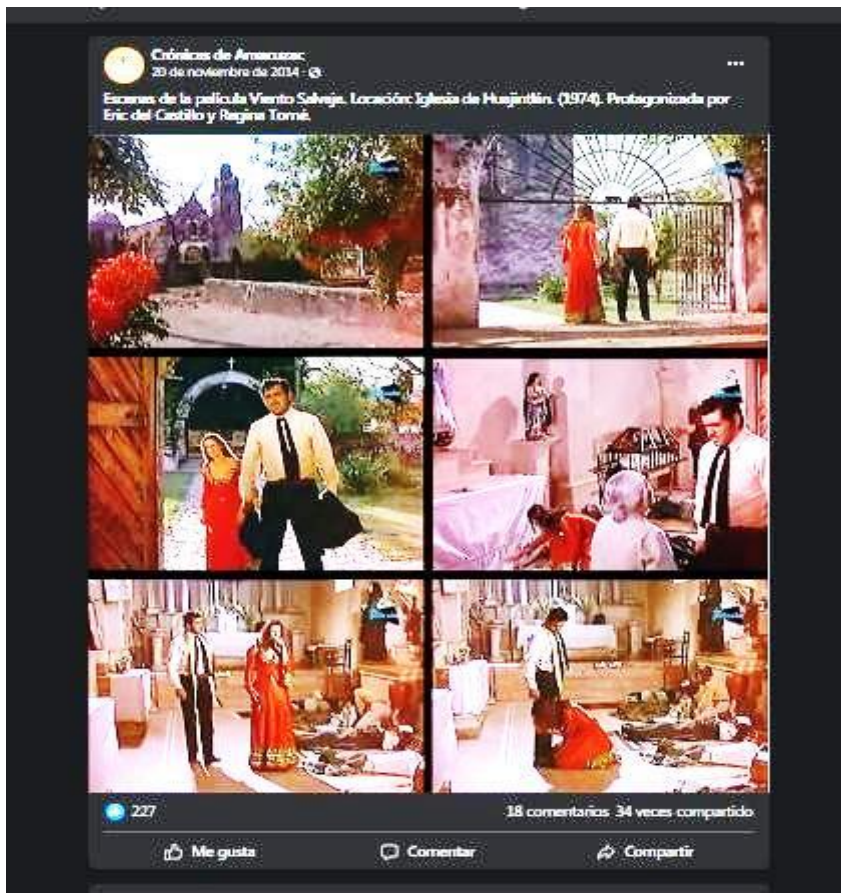 Crónicas de Amacuzac
20 de noviembre de 2014 ·
Escenas de la película Viento Salvaje. Locación: Iglesia de Huajintlán. (1974). Protagonizada por
Eric del Castillo y Regina Torné.
227
18 comentarios 34 veces compartido
Me gusta
Comentar
Compartir